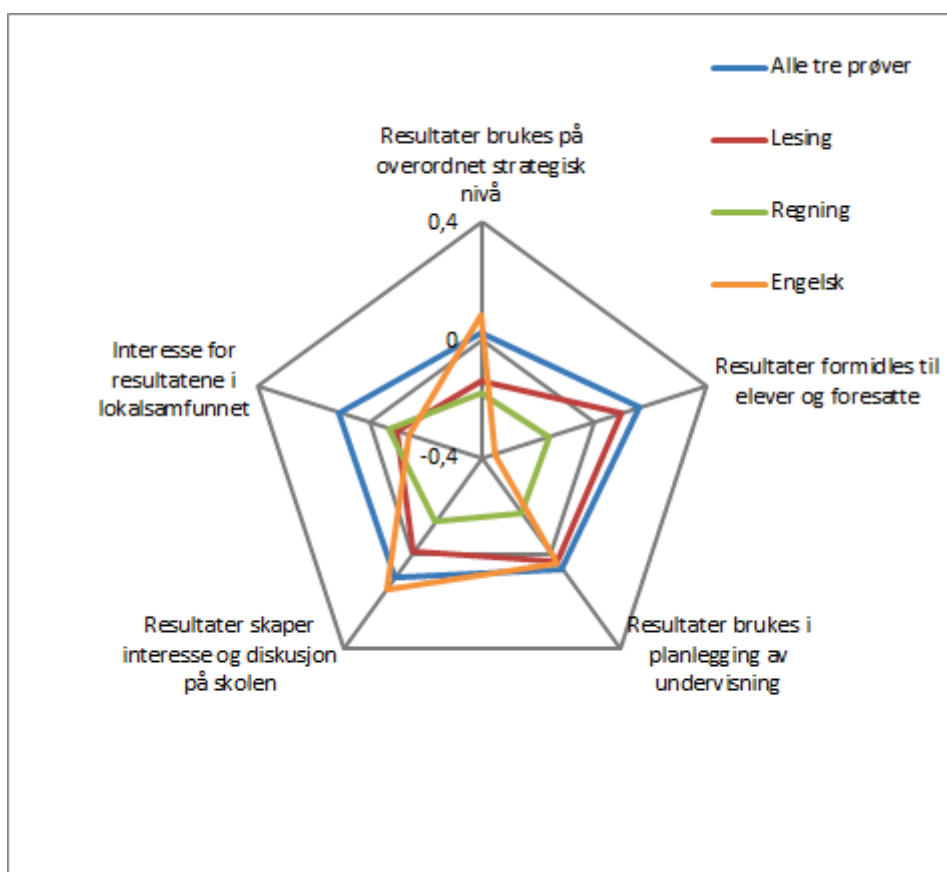 Alle tre prøver
Lesing
Regning
Engelsk
Resultater brukes på
overordnet strategisk
nivå
0,4
0
-0,4
Resultater formidles til
elever og foresatte
Resultater brukes i
planlegging av
undervisning
Resultater skaper
interesse og diskusjon
på skolen
Interesse for
resultatene i
lokalsamfunnet